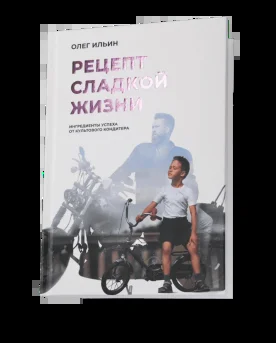 ОЛЕГ ИЛЬИН
РЕЦЕПТ
СЛАДКОЙ
ЖИЗНИ
ИНГРЕДИЕНТЫ УСПЕХА
ОТ КУЛЬТОВОГО КОНДИТЕРА